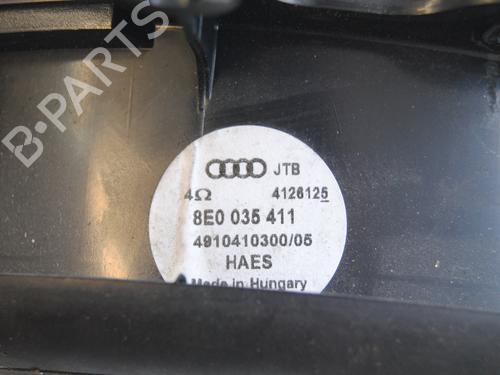 B-PARTS
JTB
4Ω 4126125
8E0 035 411
4910410300/05
HAES
Made in Hungary